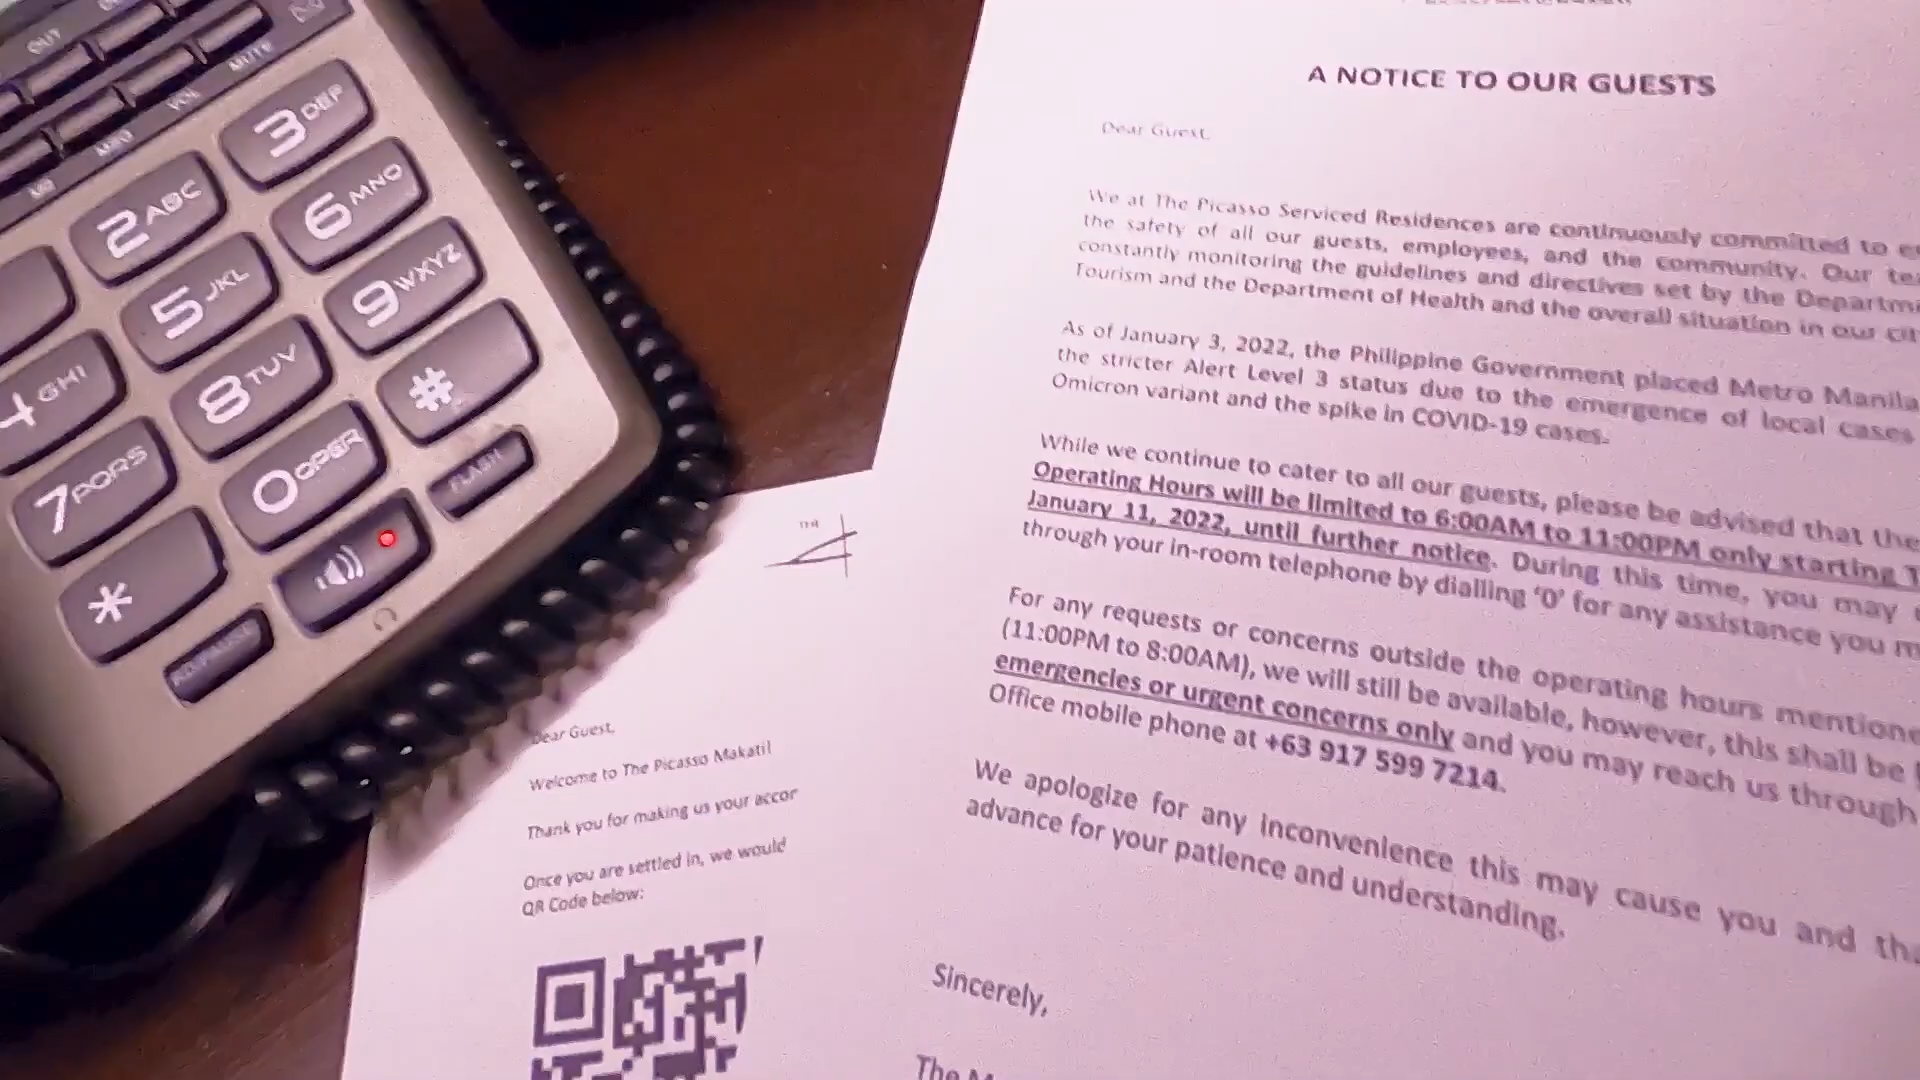 OUT
MUTE
VOL
3 DEF
2 ABC
6 MNO
5 JKL
9 WXYZ
4 GHI
8 TUV
#
7 PQRS
0 OPER
FLASH
*
A NOTICE TO OUR GUESTS
Dear Guest,
We at The Picasso Serviced Residences are continuously committed to
the safety of all our guests, employees, and the community. Our
constantly monitoring the guidelines and directives set by the
Tourism and the Department of Health and the overall situation in our
As of January 3, 2022, the Philippine Government placed Metro Manila
the stricter Alert Level 3 status due to the emergence of local cases
Omicron variant and the spike in COVID-19 cases.
While we continue to cater to all our guests, please be advised that the
Operating Hours will be limited to 6:00AM to 11:00PM only starting
January 11, 2022, until further notice. During this time, you may
through your in-room telephone by dialling '0' for any assistance you
For any requests or concerns outside the operating hours
(11:00PM to 8:00AM), we will still be available, however, this shall be
emergencies or urgent concerns only and you may reach us through
Office mobile phone at +63 917 599 7214.
We apologize for any inconvenience this may cause you and
advance for your patience and understanding.
Sincerely,
The
Dear Guest,
Welcome to The Picasso Makati!
Thank you for making us your
Once you are settled in, we would
QR Code below: